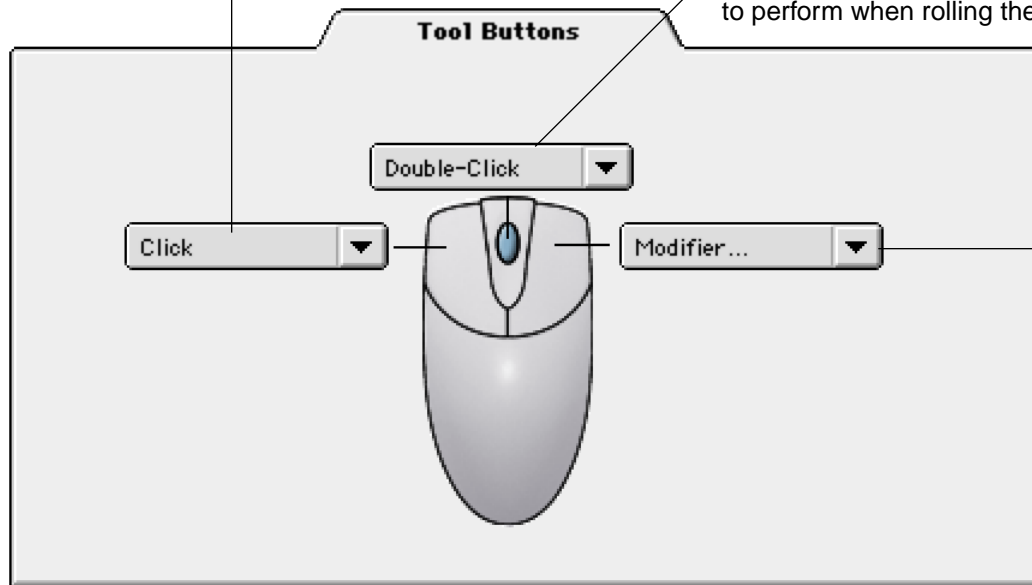 to perform when rolling the
Tool Buttons
Double-Click
Click
Modifier...